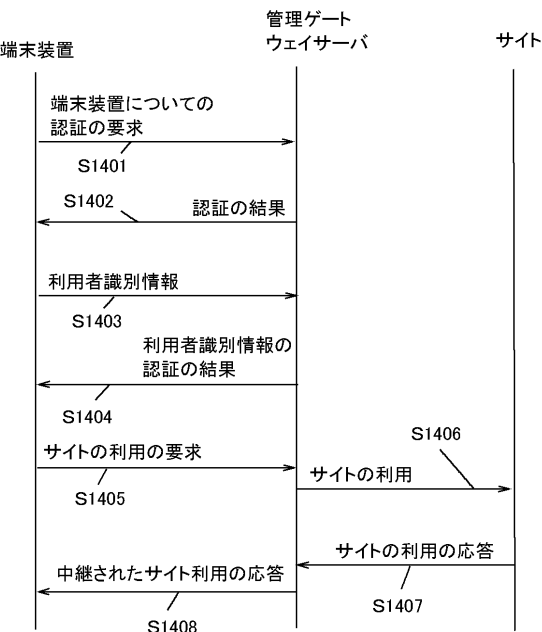 管理ゲート
ウェイサーバ
端末装置
サイト
端末装置についての
認証の要求
S1401
S1402
認証の結果
利用者識別情報
S1403
利用者識別情報の
認証の結果
S1404
サイトの利用の要求
S1405
S1406
サイトの利用
サイトの利用の応答
S1407
中継されたサイト利用の応答
S1408